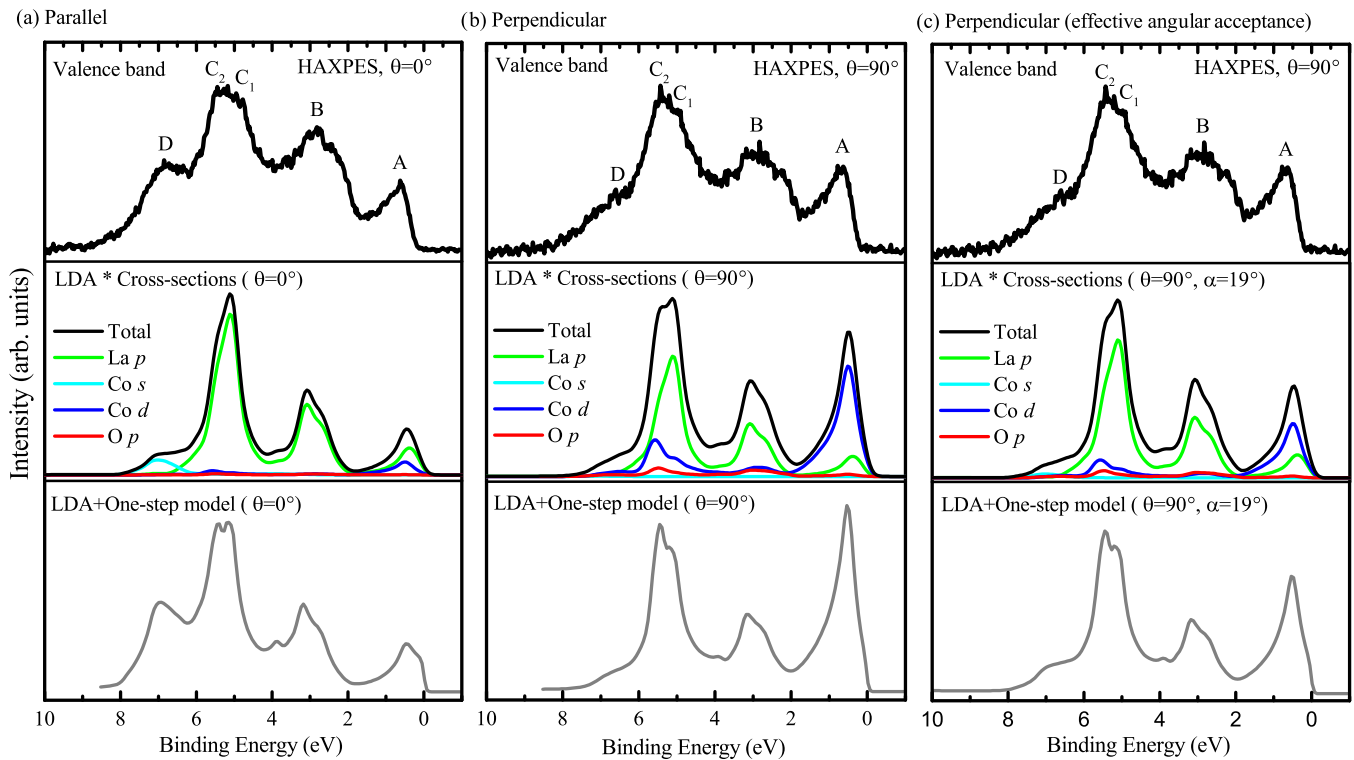 (a) Parallel
Valence band
HAXPES, θ=0°
C₂
C₁
B
D
A
LDA * Cross-sections ( θ=0°)
Total
La p
Co s
Co d
O p
LDA+One-step model ( θ=0°)
10 8 6 4 2 0
Binding Energy (eV)
Intensity (arb. units)
(b) Perpendicular
Valence band
HAXPES, θ=90°
C₂
C₁
B
D
A
LDA * Cross-sections ( θ=90°)
Total
La p
Co s
Co d
O p
LDA+One-step model ( θ=90°)
10 8 6 4 2 0
Binding Energy (eV)
(c) Perpendicular (effective angular acceptance)
Valence band
HAXPES, θ=90°
C₂
C₁
B
D
A
LDA * Cross-sections ( θ=90°, α=19°)
Total
La p
Co s
Co d
O p
LDA+One-step model ( θ=90°, α=19°)
10 8 6 4 2 0
Binding Energy (eV)